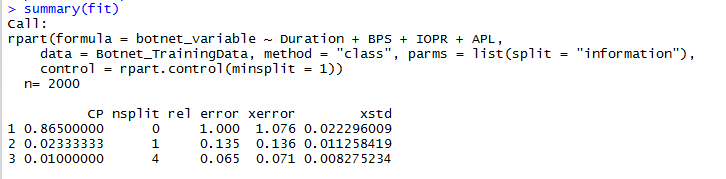 > summary(fit)
Call:
rpart(formula = botnet_variable ~ Duration + BPS + IOPR + APL,
    data = Botnet_TrainingData, method = "class", parms = list(split = "information"),
    control = rpart.control(minsplit = 1))
  n= 2000

          CP nsplit rel error xerror        xstd
1 0.86500000      0     1.000  1.076 0.022296009
2 0.02333333      1     0.135  0.136 0.011258419
3 0.01000000      4     0.065  0.071 0.008275234